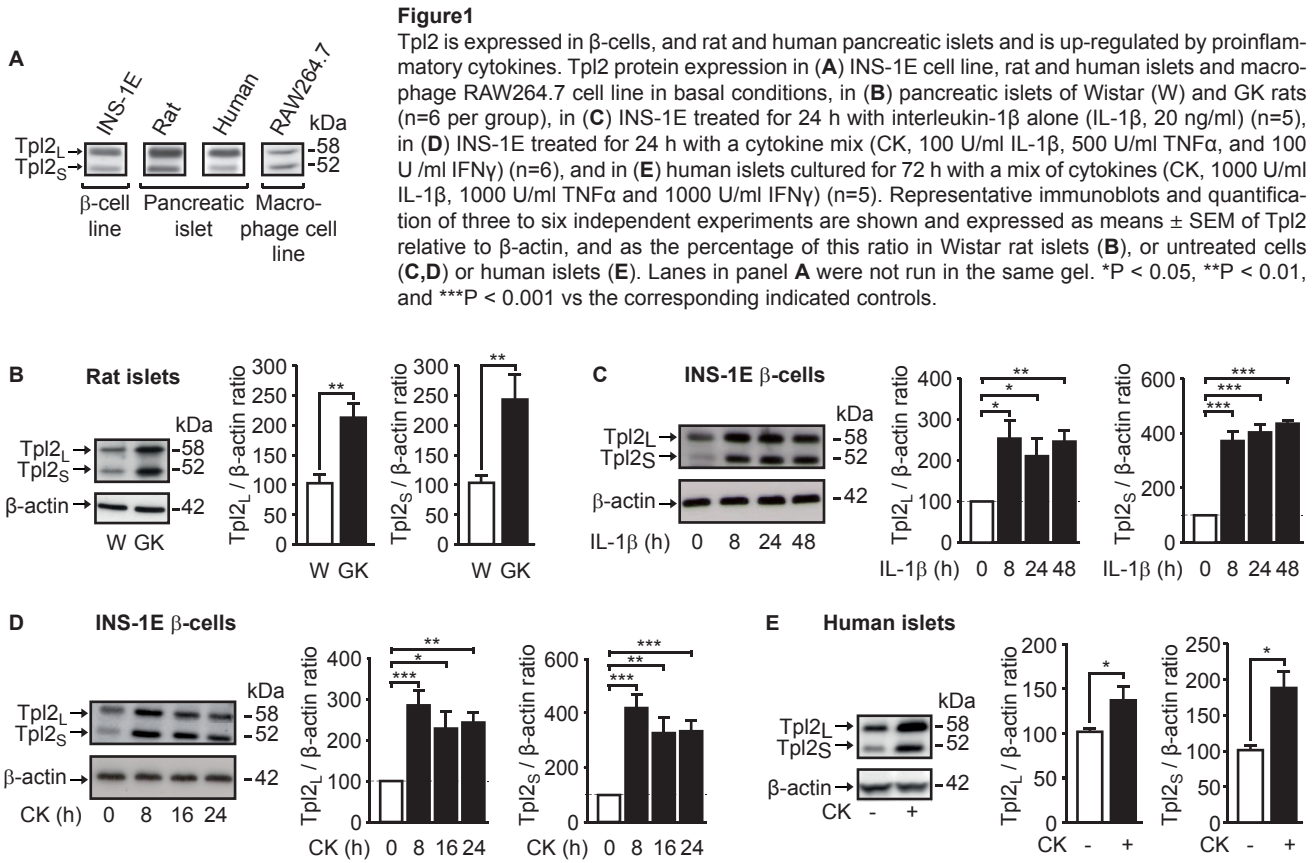 Figure1
Tpl2 is expressed in β-cells, and rat and human pancreatic islets and is up-regulated by proinflam-
matory cytokines. Tpl2 protein expression in (A) INS-1E cell line, rat and human islets and macro-
phage RAW264.7 cell line in basal conditions, in (B) pancreatic islets of Wistar (W) and GK rats
(n=6 per group), in (C) INS-1E treated for 24 h with interleukin-1β alone (IL-1β, 20 ng/ml) (n=5),
in (D) INS-1E treated for 24 h with a cytokine mix (CK, 100 U/ml IL-1β, 500 U/ml TNFα, and 100
U /ml IFNγ) (n=6), and in (E) human islets cultured for 72 h with a mix of cytokines (CK, 1000 U/ml
IL-1β, 1000 U/ml TNFα and 1000 U/ml IFNγ) (n=5). Representative immunoblots and quantifica-
tion of three to six independent experiments are shown and expressed as means ± SEM of Tpl2
relative to β-actin, and as the percentage of this ratio in Wistar rat islets (B), or untreated cells
(C,D) or human islets (E). Lanes in panel A were not run in the same gel. *P < 0.05, **P < 0.01,
and ***P < 0.001 vs the corresponding indicated controls.
A
INS-1E Rat Human RAW264.7
kDa
Tpl2L -58
Tpl2S -52
β-cell line
Pancreatic islet
Macro-
phage cell
line
B Rat islets
kDa
Tpl2L -58
Tpl2S -52
β-actin -42
W GK
Tpl2L / β-actin ratio
300
250
200
150
100
50
0
**
W GK
Tpl2S / β-actin ratio
300
250
200
150
100
50
0
**
W GK
C INS-1E β-cells
kDa
Tpl2L -58
Tpl2S -52
β-actin -42
IL-1β (h) 0 8 24 48
Tpl2L / β-actin ratio
400
300
200
100
0
**
*
*
IL-1β (h) 0 8 24 48
Tpl2S / β-actin ratio
600
400
200
0
***
***
***
IL-1β (h) 0 8 24 48
D INS-1E β-cells
kDa
Tpl2L -58
Tpl2S -52
β-actin -42
CK (h) 0 8 16 24
Tpl2L / β-actin ratio
400
300
200
100
0
**
*
***
CK (h) 0 8 16 24
Tpl2S / β-actin ratio
600
400
200
0
***
**
***
CK (h) 0 8 16 24
E Human islets
kDa
Tpl2L -58
Tpl2S -52
β-actin -42
CK - +
Tpl2L / β-actin ratio
200
150
100
50
0
*
CK - +
Tpl2S / β-actin ratio
250
200
150
100
50
0
*
CK - +